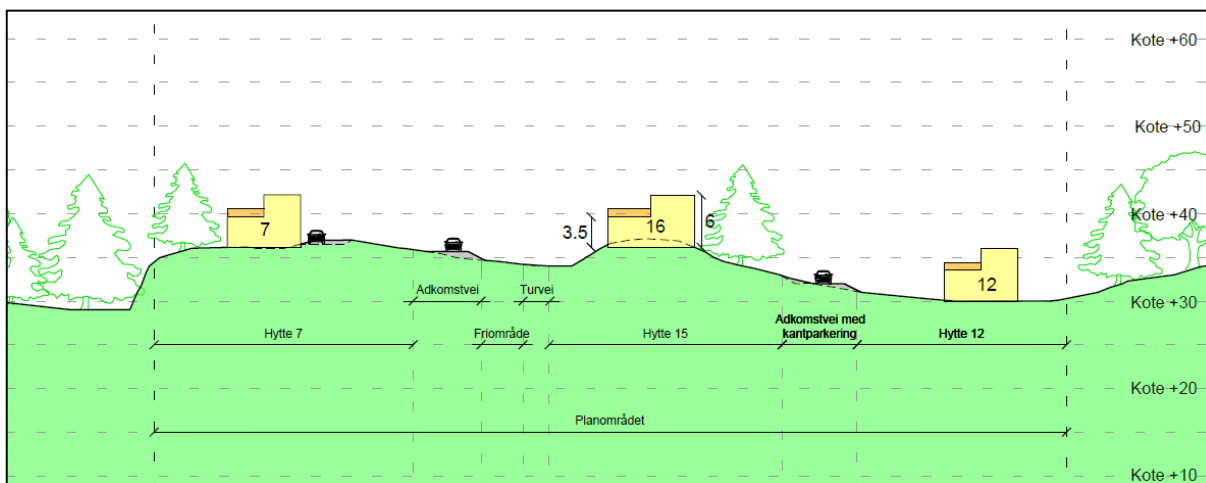 Kote +60
Kote +50
Kote +40
7
3.5
16
6
12
Kote +30
Adkomstvei
Turvei
Hytte 7
Friområde
Hytte 15
Adkomstvei med
kantparkering
Hytte 12
Kote +20
Planområdet
Kote +10